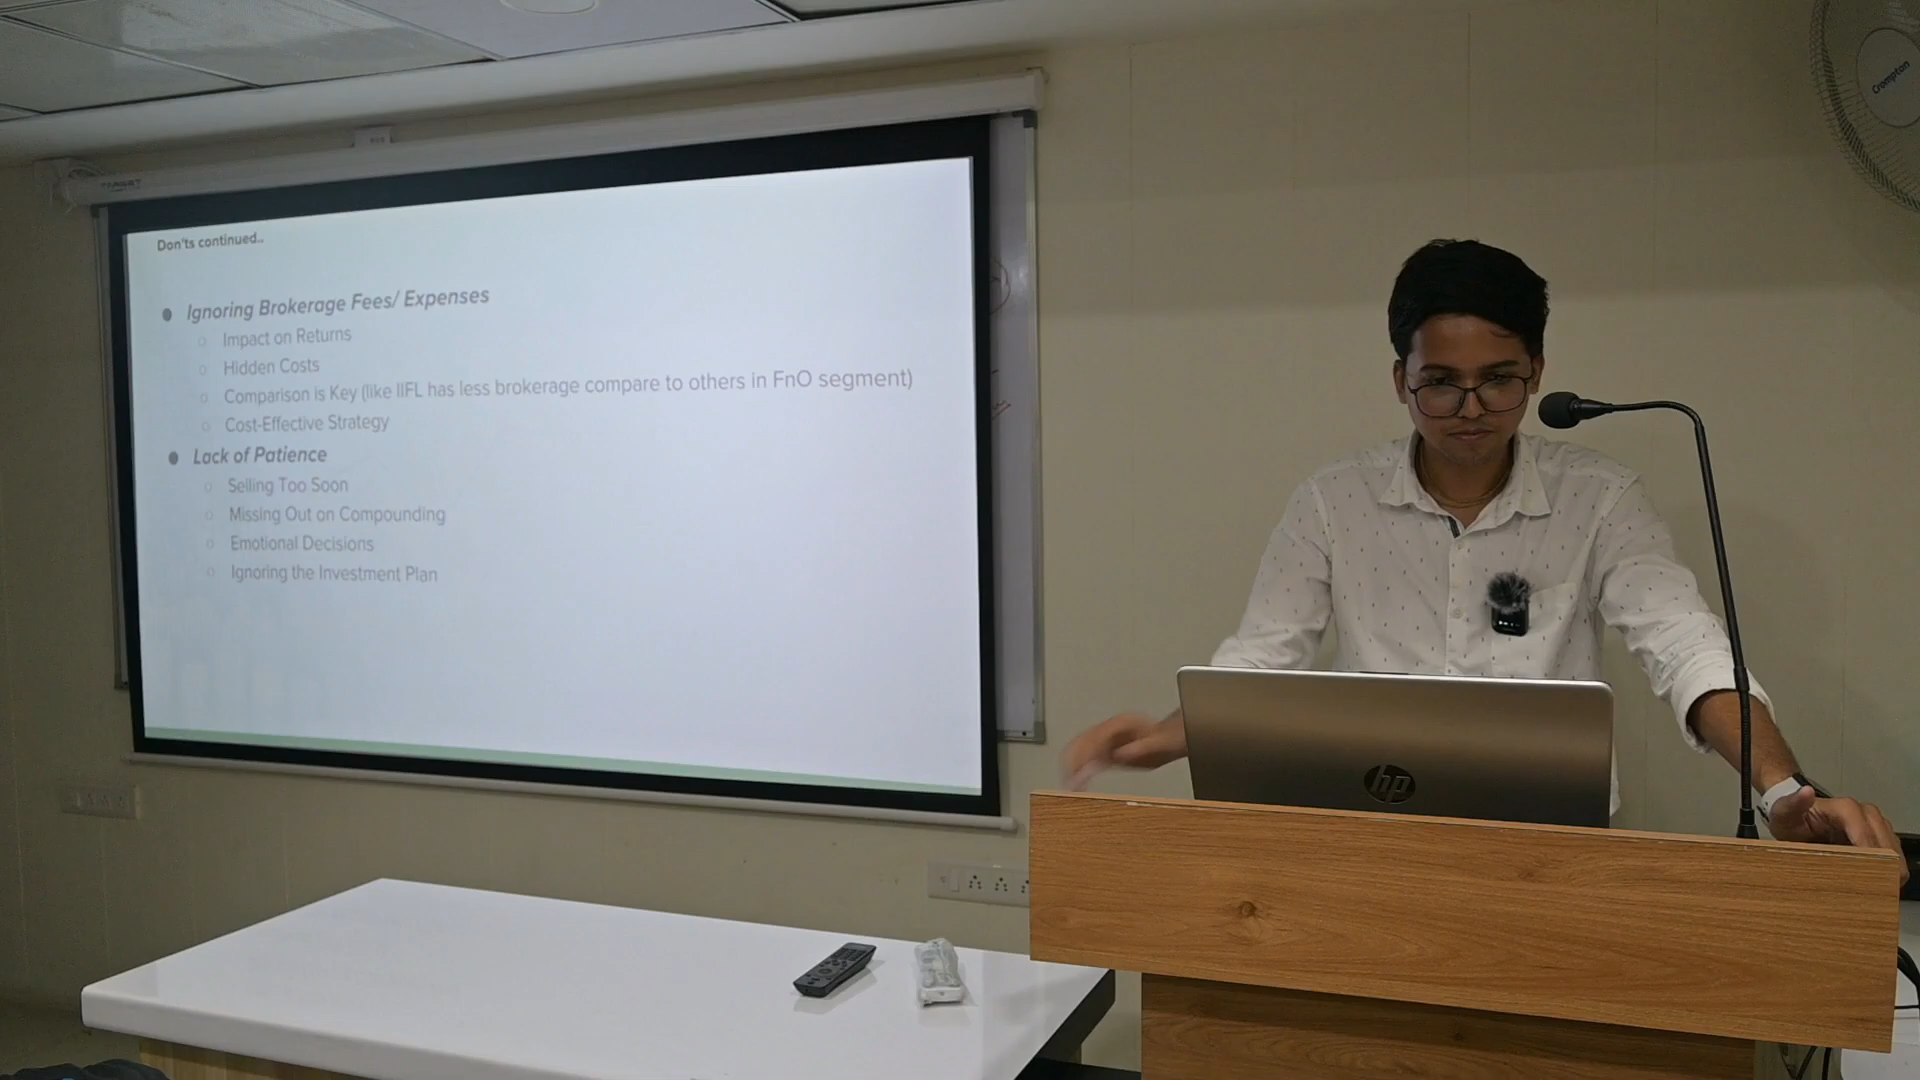 Don'ts continued..
Ignoring Brokerage Fees/ Expenses
Impact on Returns
Hidden Costs
Comparison is Key (like IIFL has less brokerage compare to others in FnO segment)
Cost-Effective Strategy
Lack of Patience
Selling Too Soon
Missing Out on Compounding
Emotional Decisions
Ignoring the Investment Plan
Crompton
hp